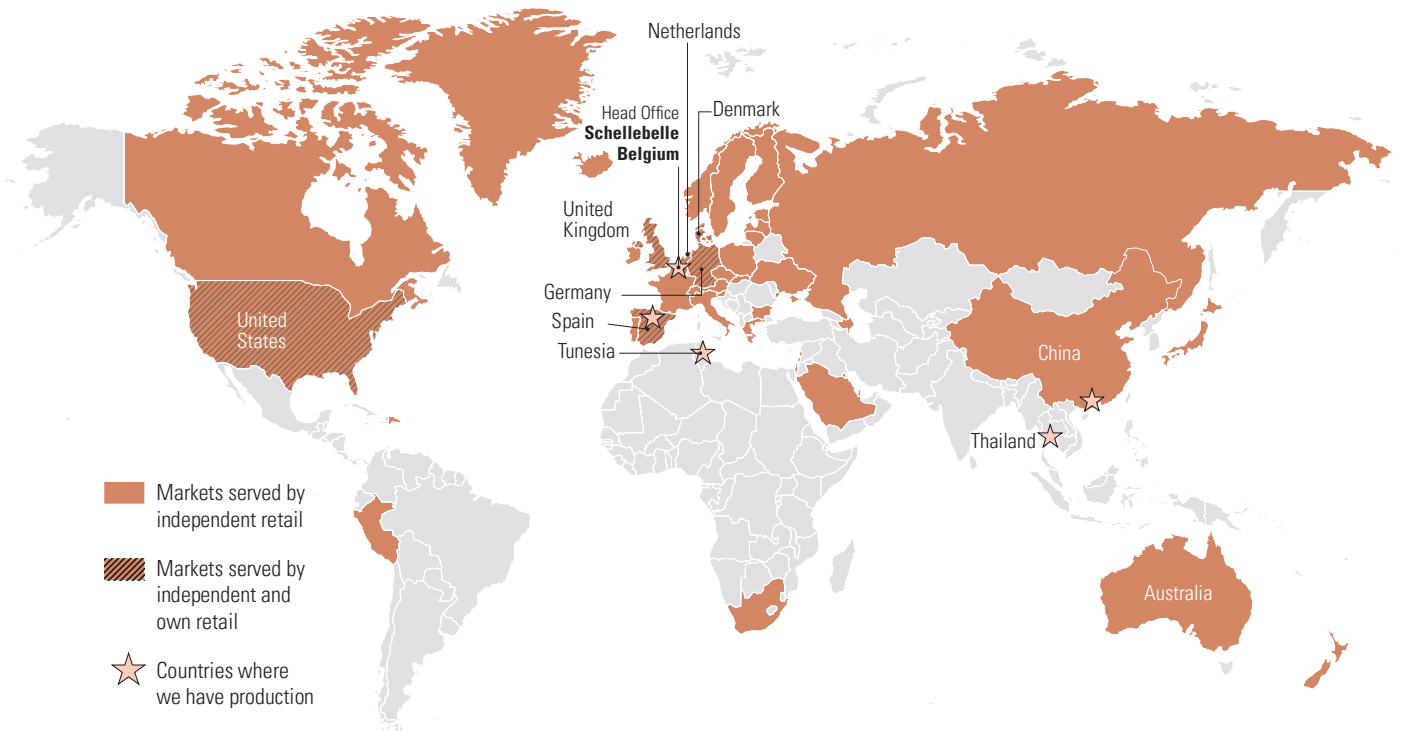 Netherlands
Head Office
Schellebelle
Belgium
Denmark
United
Kingdom
Germany
Spain
Tunesia
United
States
China
Thailand
Australia
Markets served by
independent retail
Markets served by
independent and
own retail
Countries where
we have production